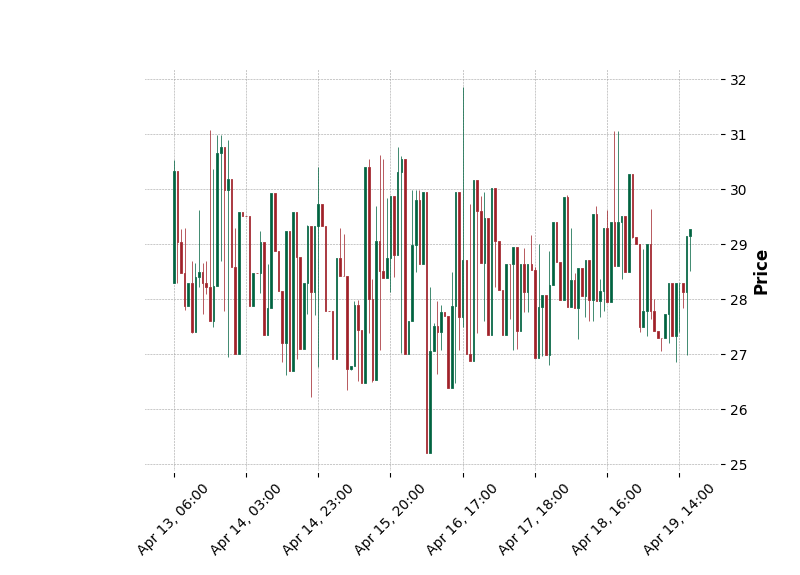 32
31
30
29
28
27
26
25
Price
Apr 13, 06:00
Apr 14, 03:00
Apr 14, 23:00
Apr 15, 20:00
Apr 16, 17:00
Apr 17, 18:00
Apr 18, 16:00
Apr 19, 14:00